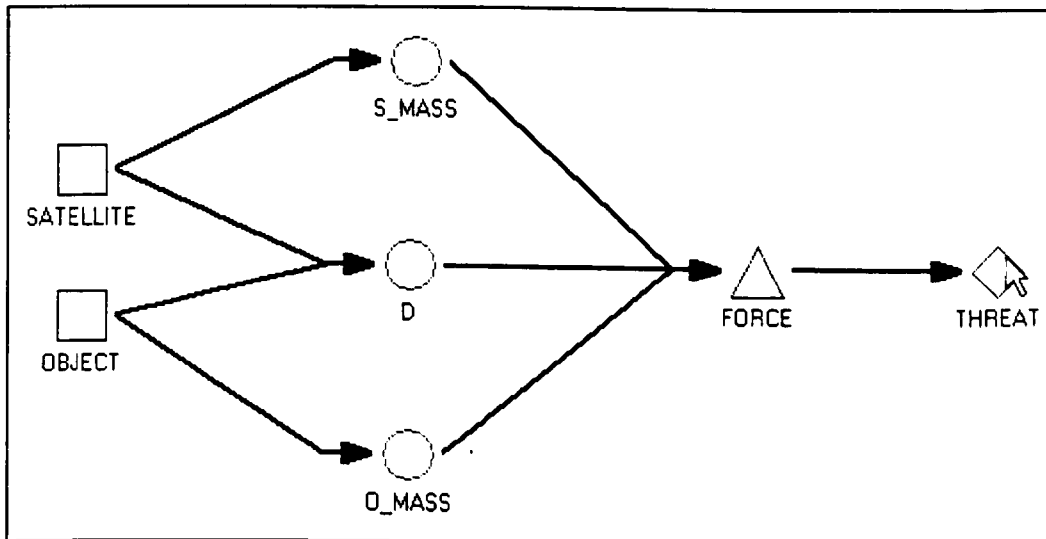 S_MASS
SATELLITE
D
FORCE
THREAT
OBJECT
O_MASS